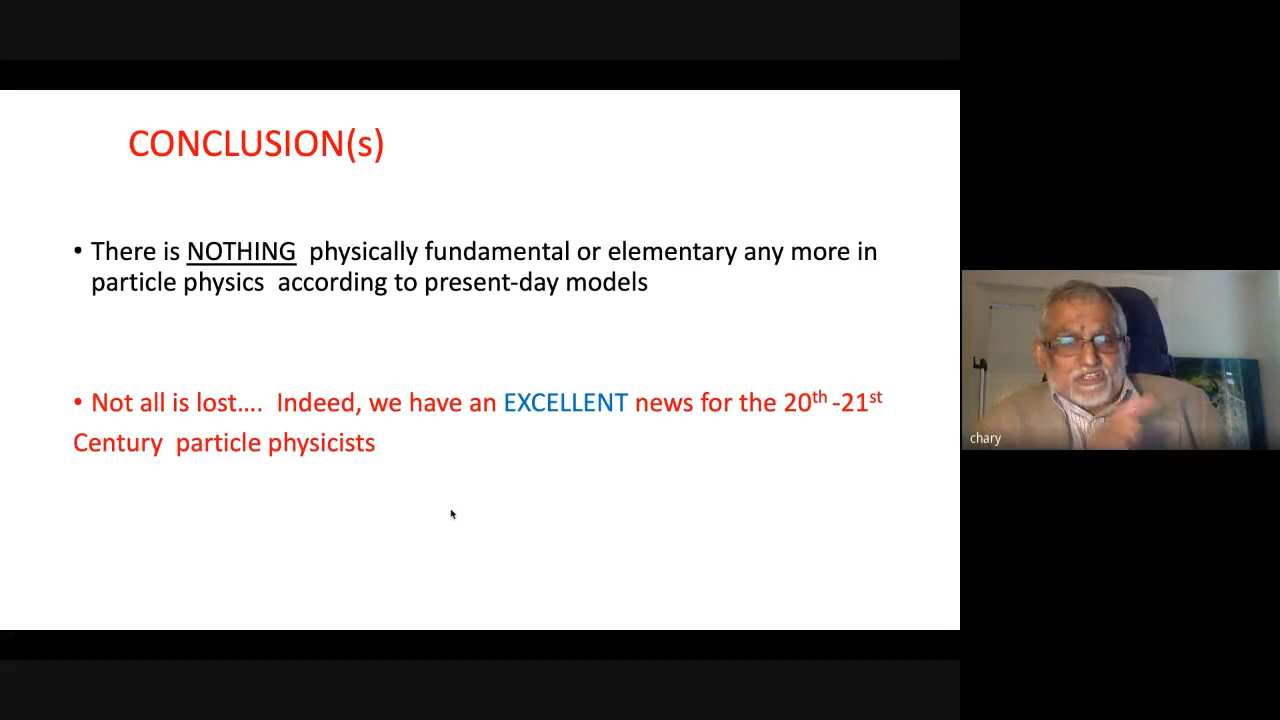 CONCLUSION(s)
• There is NOTHING physically fundamental or elementary any more in
particle physics according to present-day models
• Not all is lost.... Indeed, we have an EXCELLENT news for the 20th -21st
Century particle physicists
chary